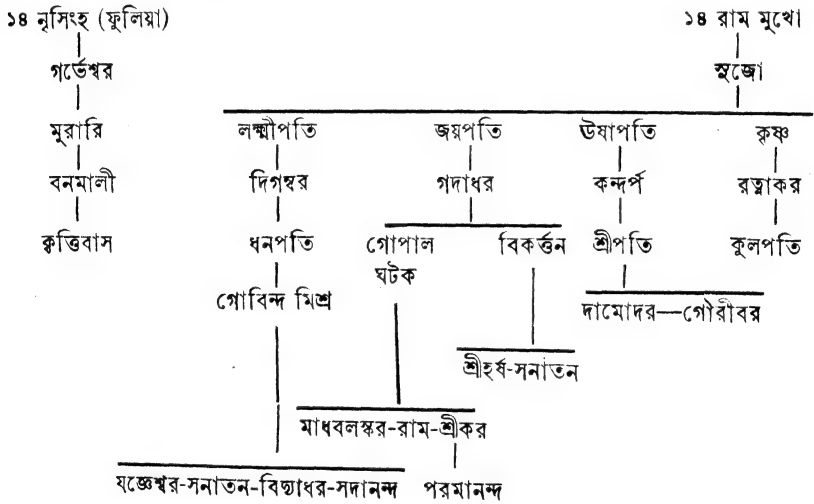 ১৪ নৃসিংহ (ফুলিয়া) ১৪ রাম মুখো
গর্ভেশ্বর সুজো
মুরারি লক্ষ্মীপতি জয়পতি ঊষাপতি কৃষ্ণ
বনমালী দিগম্বর গদাধর কন্দর্প রত্নাকর
কৃত্তিবাস ধনপতি গোপাল বিকর্ত্তন শ্রীপতি কুলপতি
ঘটক
গোবিন্দ মিশ্র দামোদর—গৌরীবর
শ্রীহর্ষ-সনাতন
মাধবলস্কর-রাম-শ্রীকর
যজ্ঞেশ্বর-সনাতন-বিদ্যাধর-সদানন্দ পরমানন্দ